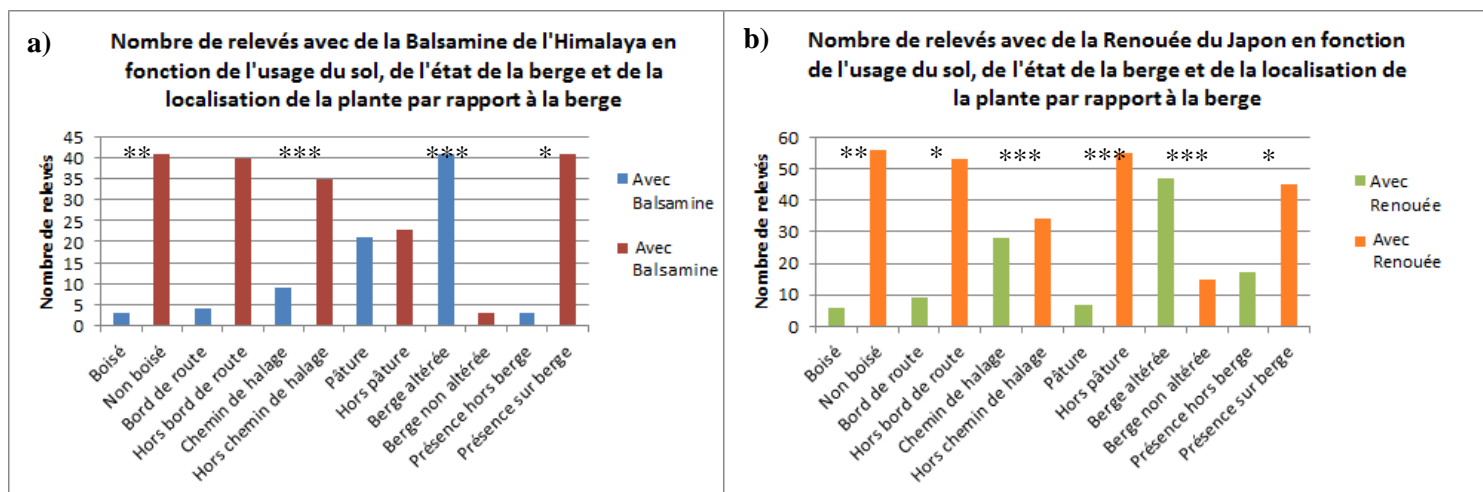 a)
Nombre de relevés avec de la Balsamine de l'Himalaya en
fonction de l'usage du sol, de l'état de la berge et de la
localisation de la plante par rapport à la berge
Nombre de relevés
45
40
35
30
25
20
15
10
5
0
** *** *** *
Boisé
Non boisé
Bord de route
Hors bord de route
Chemin de halage
Hors chemin de halage
Pâture
Hors pâture
Berge altérée
Berge non altérée
Présence hors berge
Présence sur berge
Avec
Balsamine
Avec
Balsamine
b)
Nombre de relevés avec de la Renouée du Japon en fonction
de l'usage du sol, de l'état de la berge et de la localisation de
la plante par rapport à la berge
Nombre de relevés
60
50
40
30
20
10
0
** * *** *** *** *
Boisé
Non boisé
Bord de route
Hors bord de route
Chemin de halage
Hors chemin de halage
Pâture
Hors pâture
Berge altérée
Berge non altérée
Présence hors berge
Présence sur berge
Avec
Renouée
Avec
Renouée